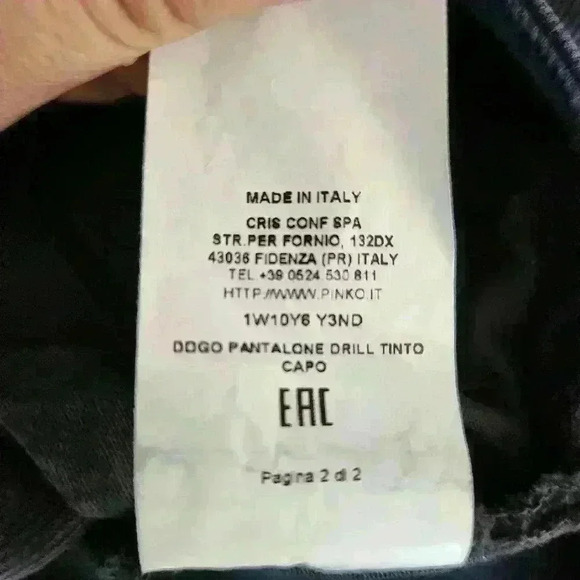 MADE IN ITALY
CRIS CONF SPA
STR.PER FORNIO, 132DX
43036 FIDENZA (PR) ITALY
TEL.+39 0524 530 811
HTTP://WWW.PINKO.IT
1W10Y6 Y3ND
DOGO PANTALONE DRILL TINTO
CAPO
EAC
Pagina 2 di 2